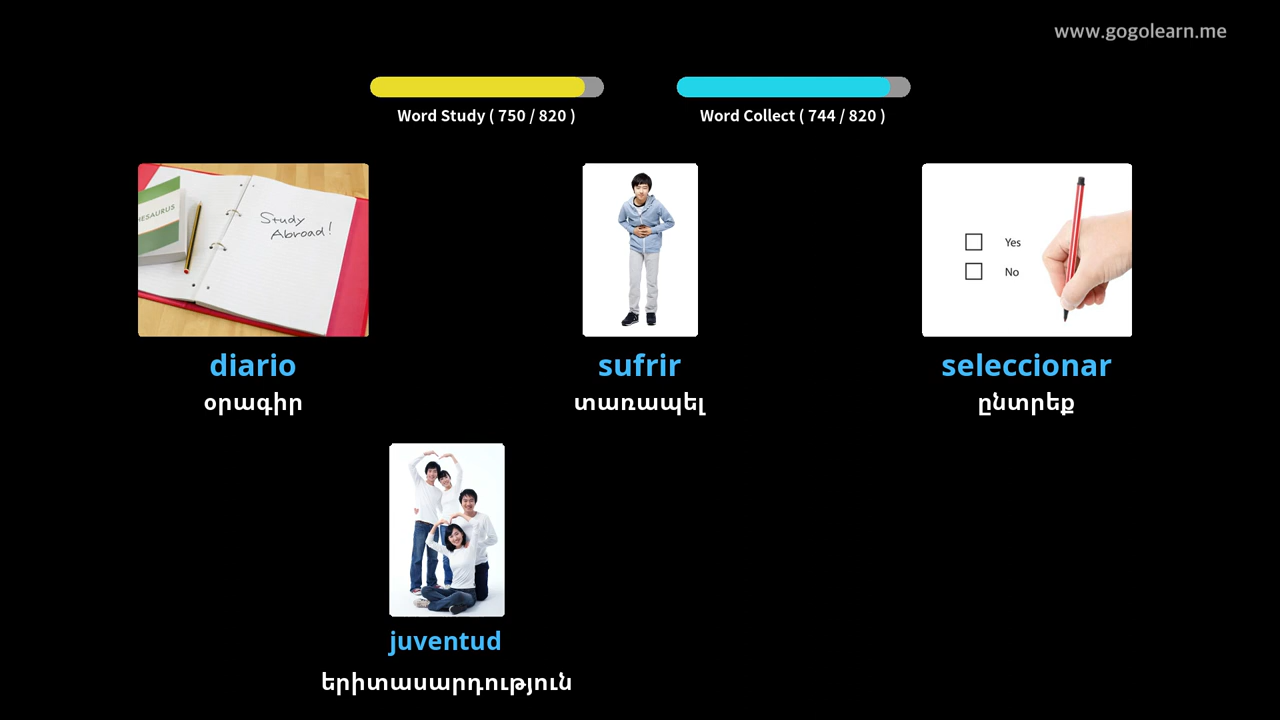 www.gogolearn.me
Word Study ( 750 / 820 )
Word Collect ( 744 / 820 )
THESAURUS
Study
Abroad!
Yes
No
diario
sufrir
seleccionar
օրագիր
տառապել
ընտրեք
juventud
երիտասարդություն